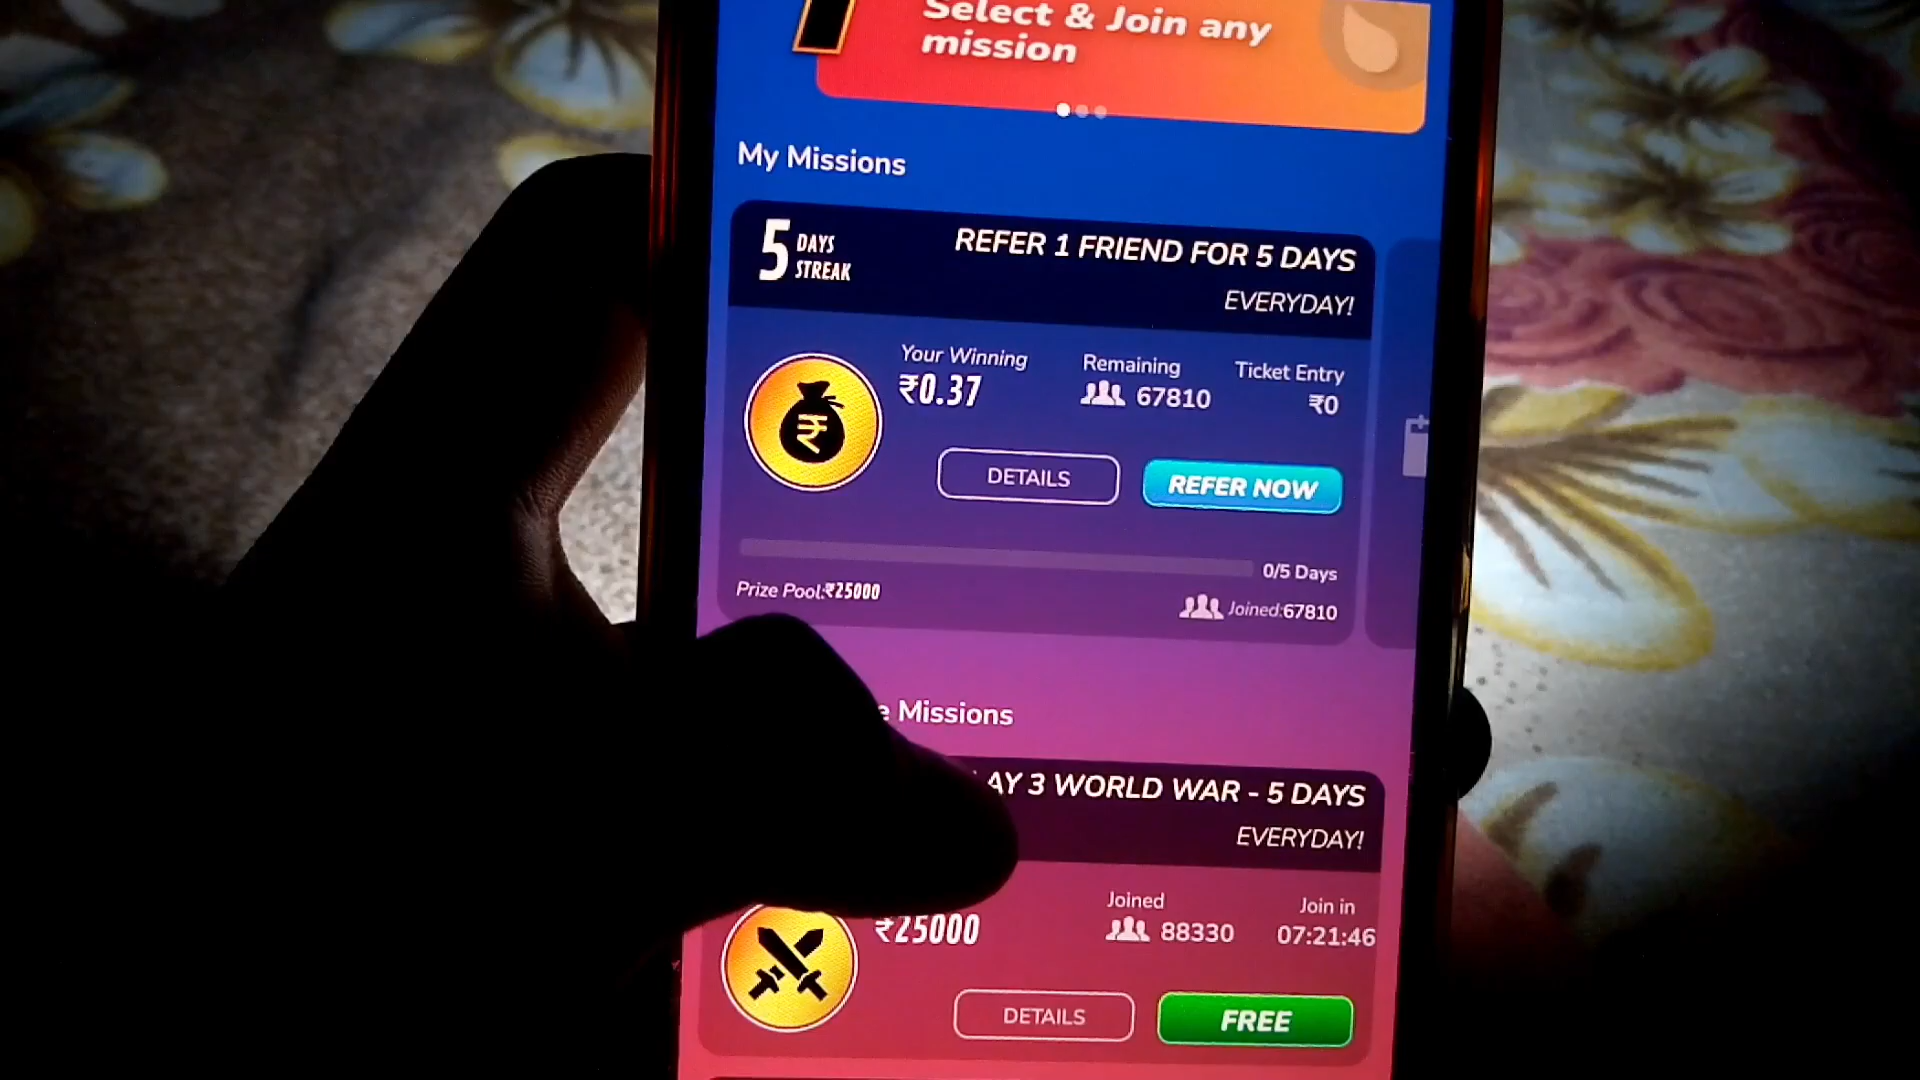 Select & Join any
mission
My Missions
5 DAYS
STREAK
REFER 1 FRIEND FOR 5 DAYS
EVERYDAY!
Your Winning
₹0.37
Remaining
67810
Ticket Entry
₹0
DETAILS
REFER NOW
0/5 Days
Prize Pool:₹25000
Joined:67810
Missions
3 WORLD WAR - 5 DAYS
EVERYDAY!
₹25000
Joined
88330
Join in
07:21:46
DETAILS
FREE